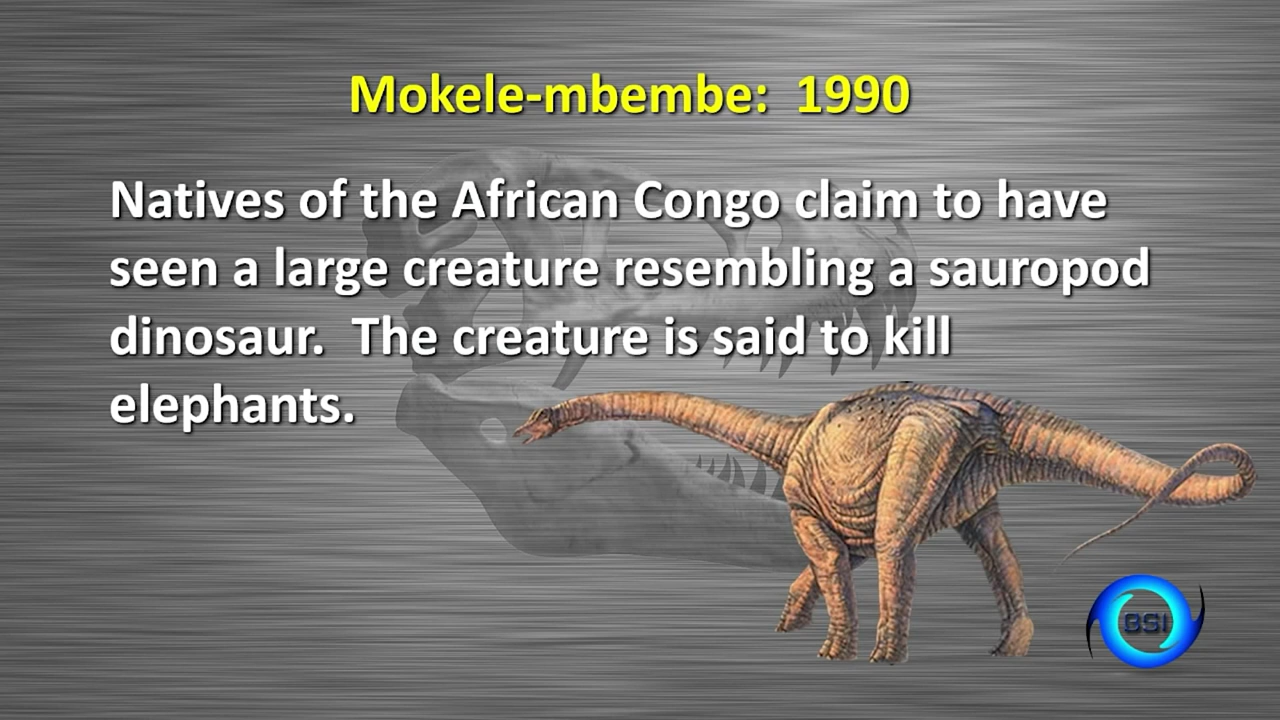 Mokele-mbembe:  1990
Natives of the African Congo claim to have
seen a large creature resembling a sauropod
dinosaur.  The creature is said to kill
elephants.
BSI